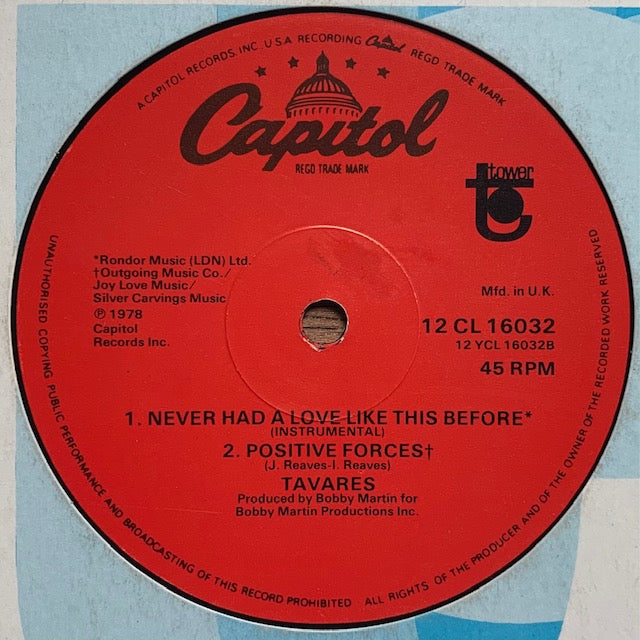 A CAPITOL RECORDS, INC. U.S.A. RECORDING Capitol REGD TRADE MARK
Capitol
REGD TRADE MARK
tower
*Rondor Music (LDN) Ltd.
†Outgoing Music Co./
Joy Love Music/
Silver Carvings Music
℗ 1978
Capitol
Records Inc.
Mfd. in U.K.
12 CL 16032
12 YCL 16032B
45 RPM
1. NEVER HAD A LOVE LIKE THIS BEFORE*
(INSTRUMENTAL)
2. POSITIVE FORCES†
(J. Reaves-I. Reaves)
TAVARES
Produced by Bobby Martin for
Bobby Martin Productions Inc.
UNAUTHORISED COPYING PUBLIC PERFORMANCE AND BROADCASTING OF THIS RECORD PROHIBITED · ALL RIGHTS OF THE PRODUCER AND OF THE OWNER OF THE RECORDED WORK RESERVED